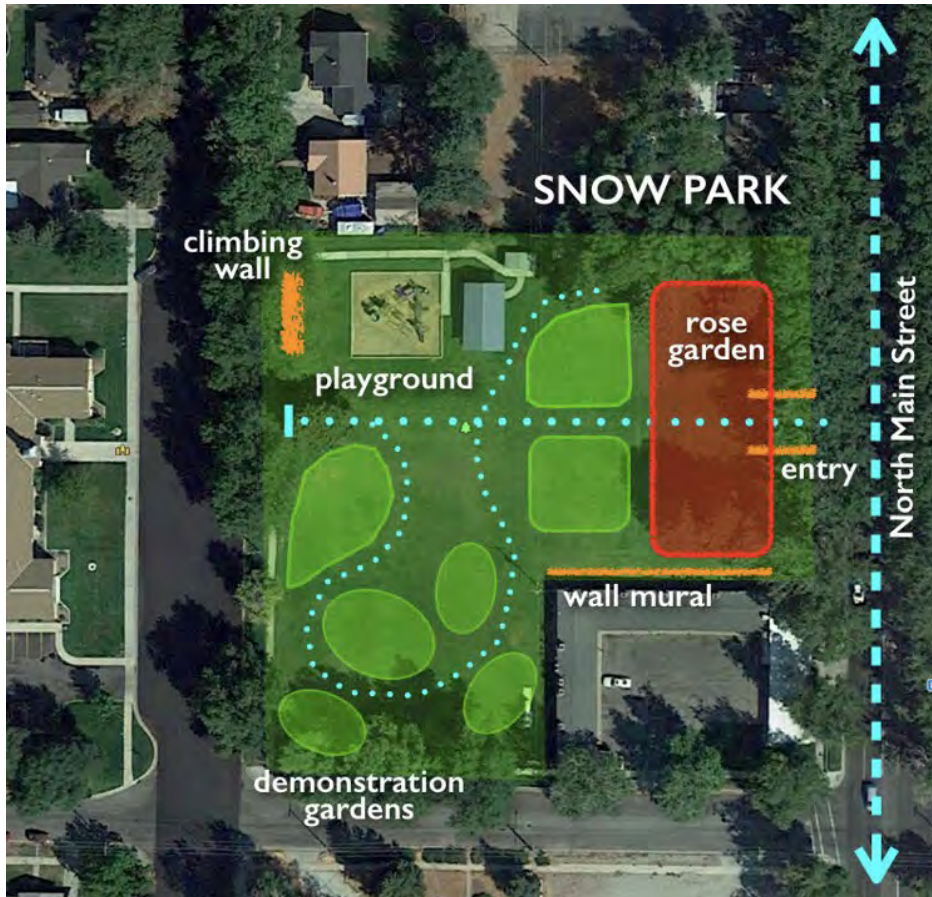 SNOW PARK
climbing
wall
rose
garden
playground
entry
North Main Street
wall mural
demonstration
gardens